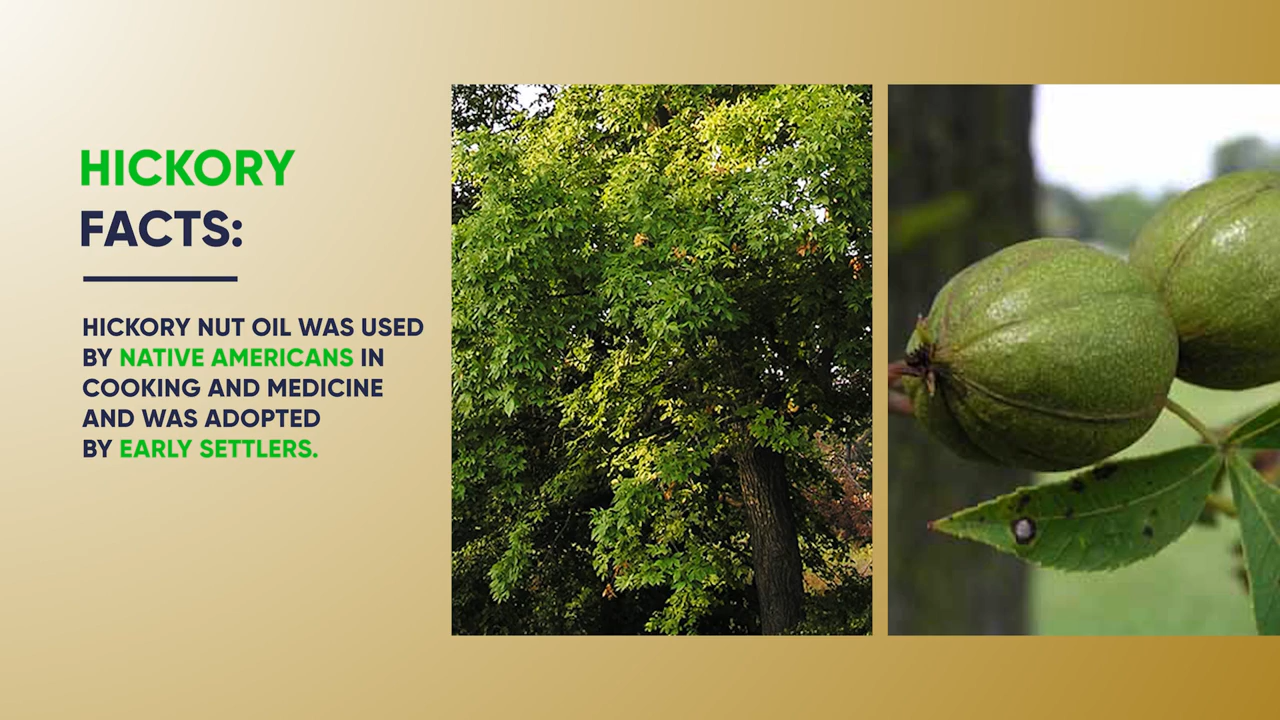 HICKORY
FACTS:
HICKORY NUT OIL WAS USED
BY NATIVE AMERICANS IN
COOKING AND MEDICINE
AND WAS ADOPTED
BY EARLY SETTLERS.